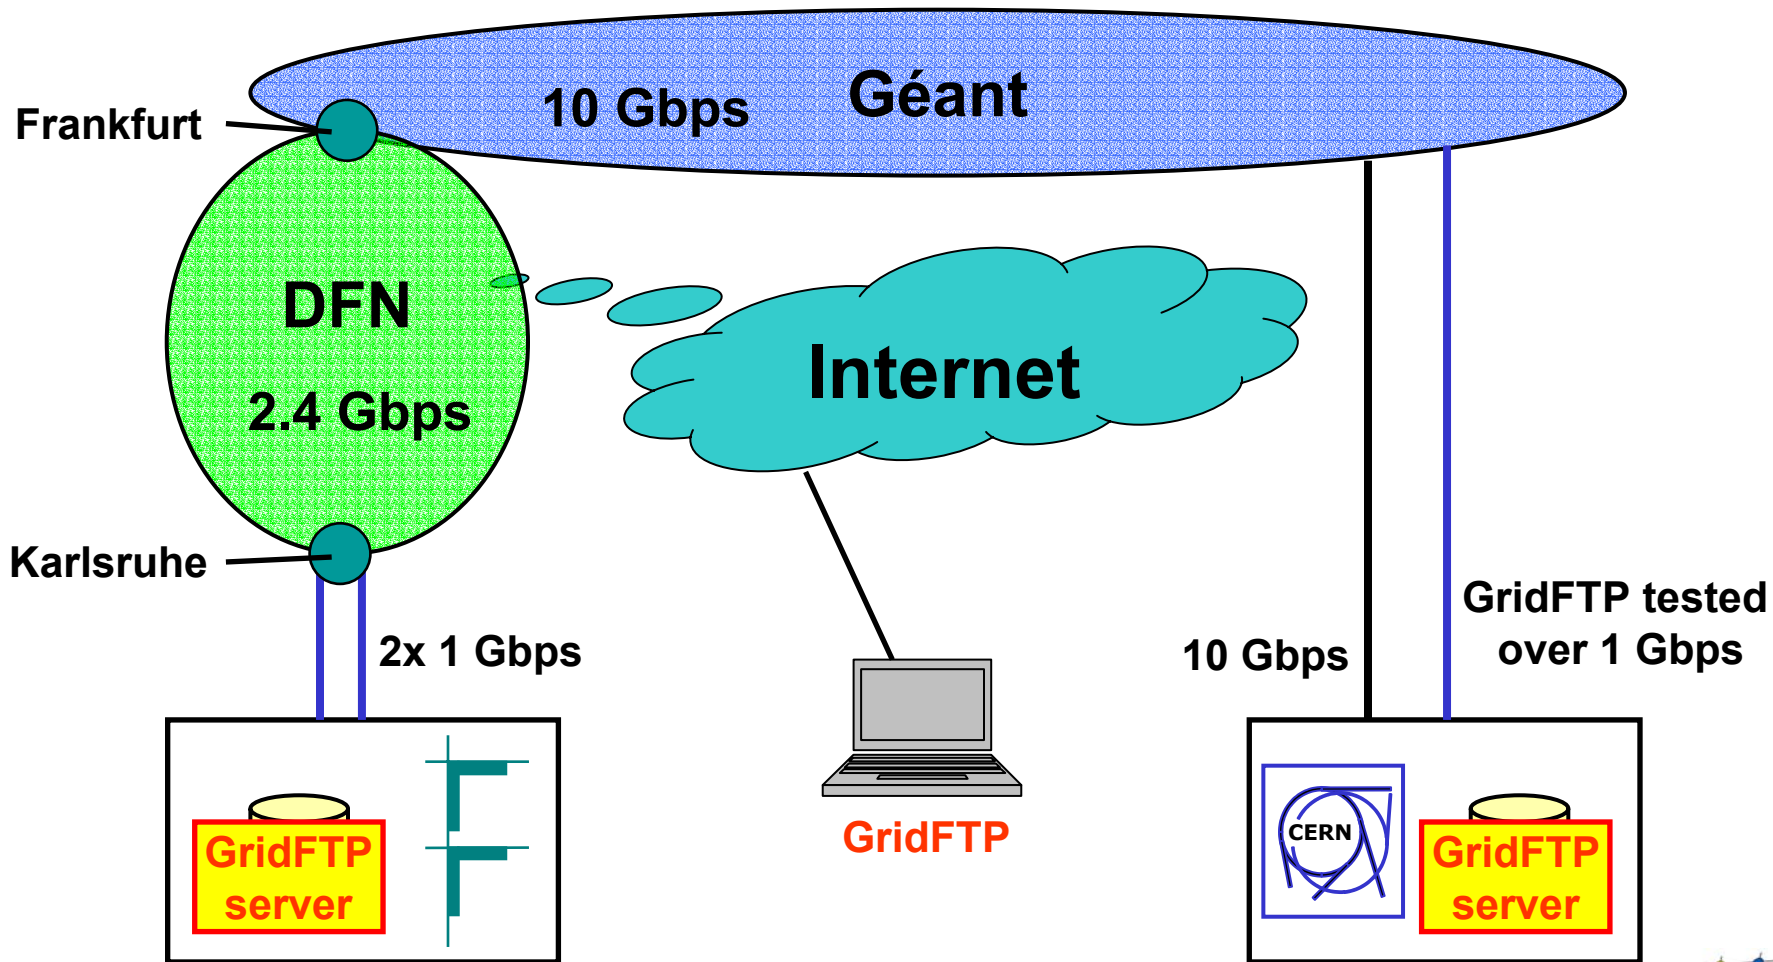 10 Gbps
Géant
Frankfurt
DFN
2.4 Gbps
Internet
Karlsruhe
2x 1 Gbps
10 Gbps
GridFTP tested
over 1 Gbps
GridFTP
server
GridFTP
CERN
GridFTP
server